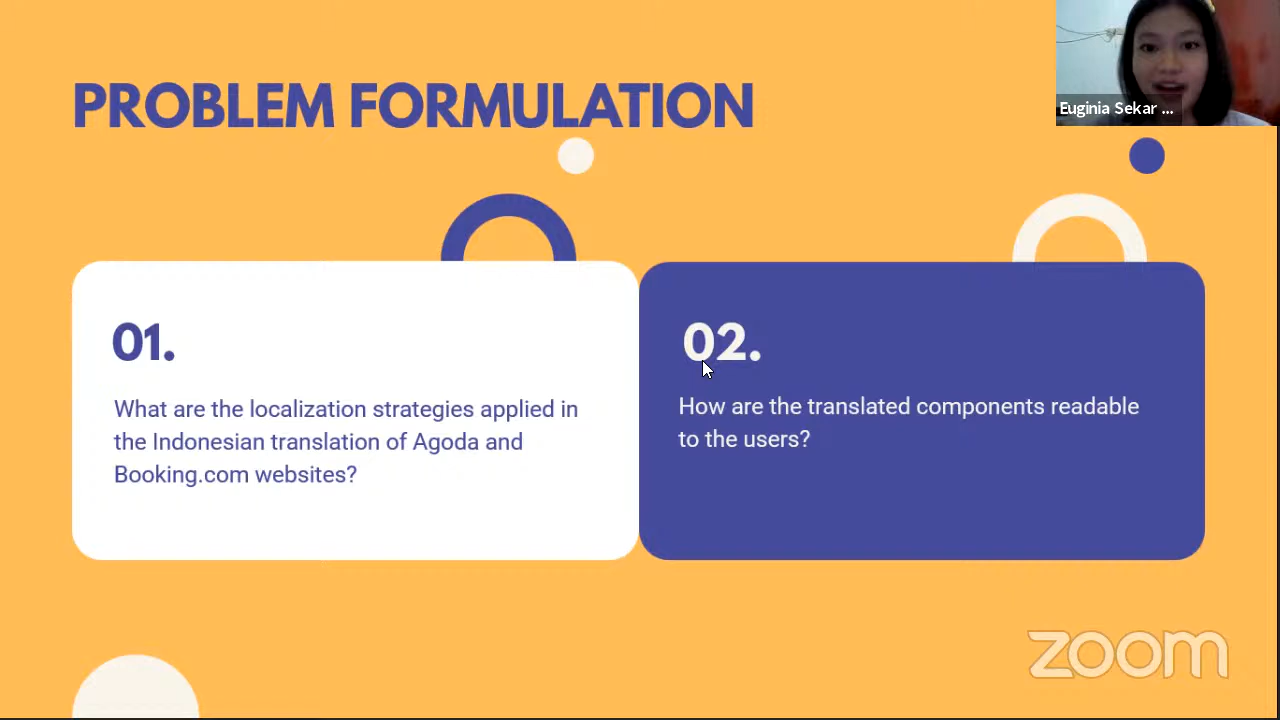 PROBLEM FORMULATION
Euginia Sekar ...
01.
What are the localization strategies applied in
the Indonesian translation of Agoda and
Booking.com websites?
02.
How are the translated components readable
to the users?
zoom